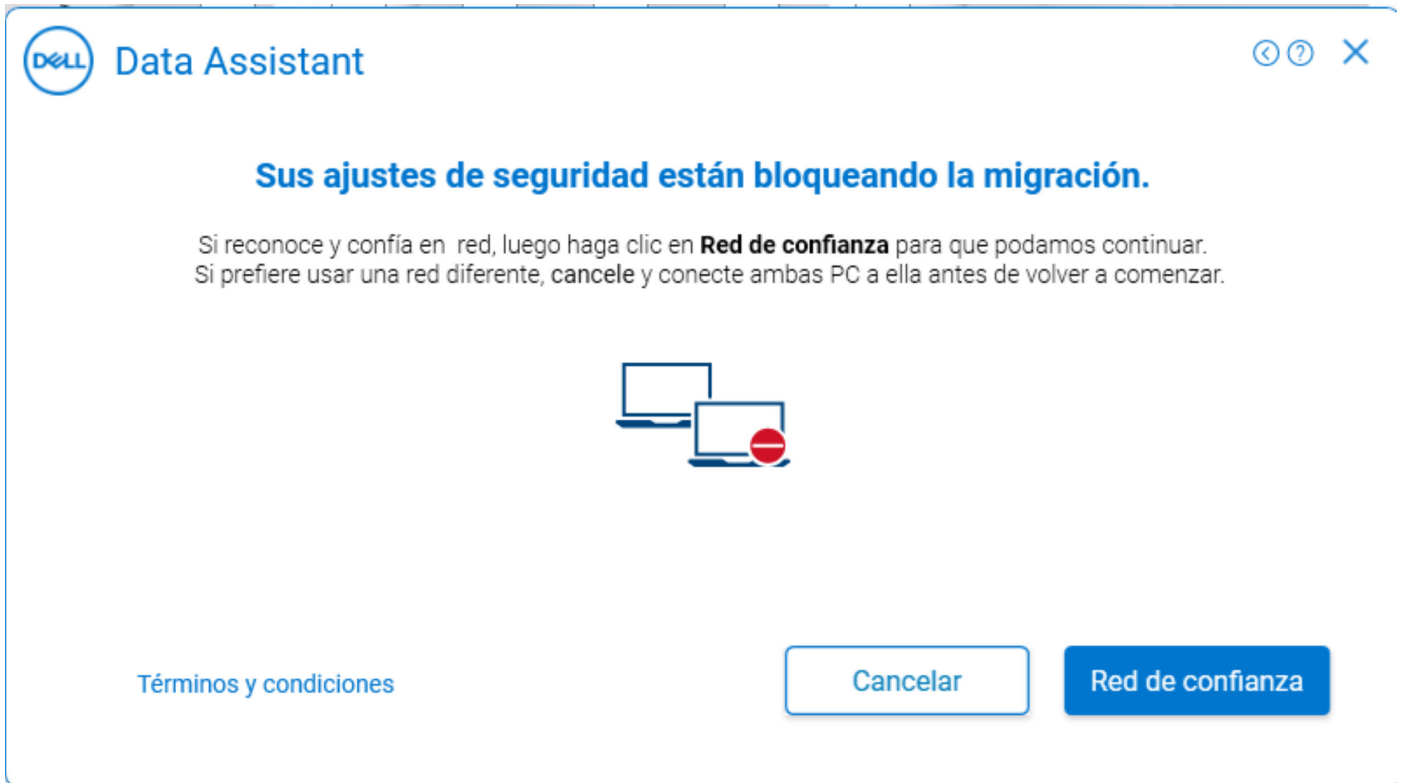 DELL
Data Assistant
Sus ajustes de seguridad están bloqueando la migración.
Si reconoce y confía en red, luego haga clic en Red de confianza para que podamos continuar.
Si prefiere usar una red diferente, cancele y conecte ambas PC a ella antes de volver a comenzar.
Términos y condiciones
Cancelar
Red de confianza